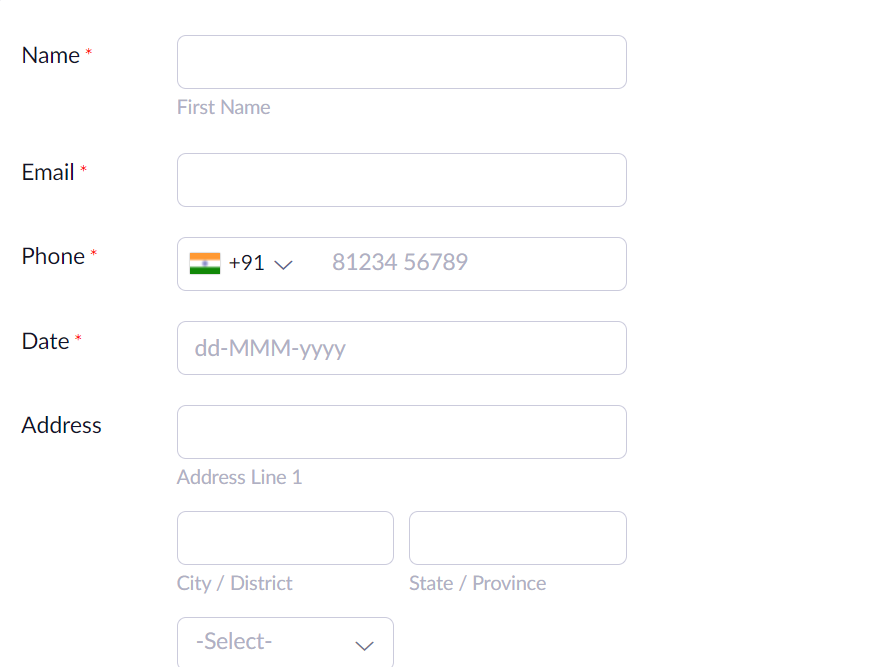 Name *
First Name
Email *
Phone *
+91 81234 56789
Date *
dd-MMM-yyyy
Address
Address Line 1
City / District State / Province
-Select-